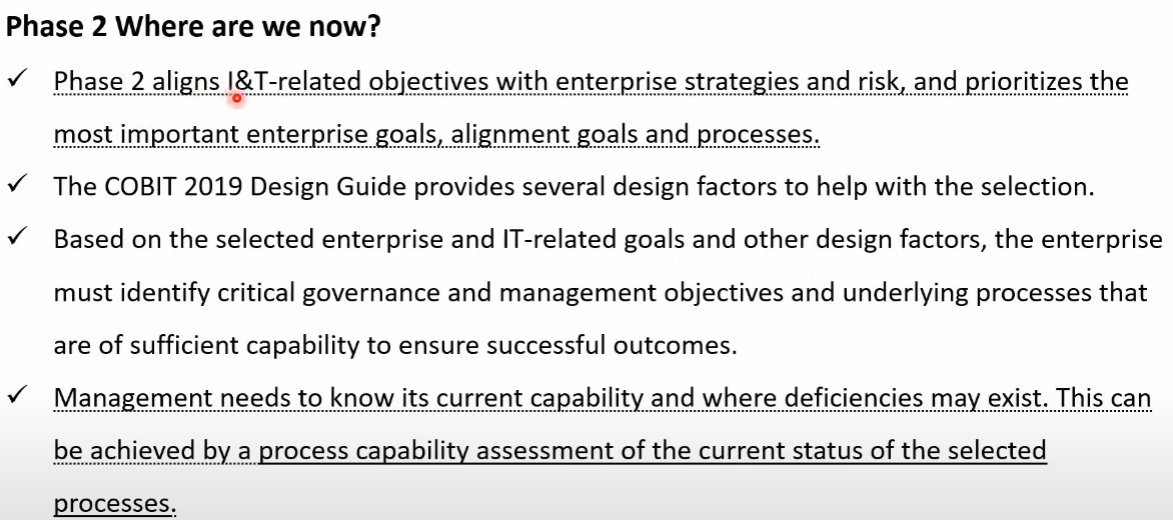 Phase 2 Where are we now?
✓ Phase 2 aligns I&T-related objectives with enterprise strategies and risk, and prioritizes the
most important enterprise goals, alignment goals and processes.
✓ The COBIT 2019 Design Guide provides several design factors to help with the selection.
✓ Based on the selected enterprise and IT-related goals and other design factors, the enterprise
must identify critical governance and management objectives and underlying processes that
are of sufficient capability to ensure successful outcomes.
✓ Management needs to know its current capability and where deficiencies may exist. This can
be achieved by a process capability assessment of the current status of the selected
processes.